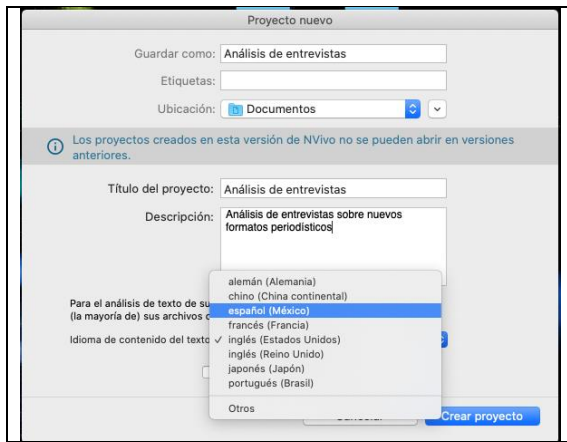 Proyecto nuevo
Guardar como: Análisis de entrevistas
Etiquetas:
Ubicación: Documentos
Los proyectos creados en esta versión de NVivo no se pueden abrir en versiones
anteriores.
Título del proyecto: Análisis de entrevistas
Descripción: Análisis de entrevistas sobre nuevos
formatos periodísticos
alemán (Alemania)
chino (China continental)
Para el análisis de texto de su
español (México)
(la mayoría de) sus archivos
francés (Francia)
Idioma de contenido del texto ✓ inglés (Estados Unidos)
inglés (Reino Unido)
japonés (Japón)
portugués (Brasil)
Otros
Crear proyecto